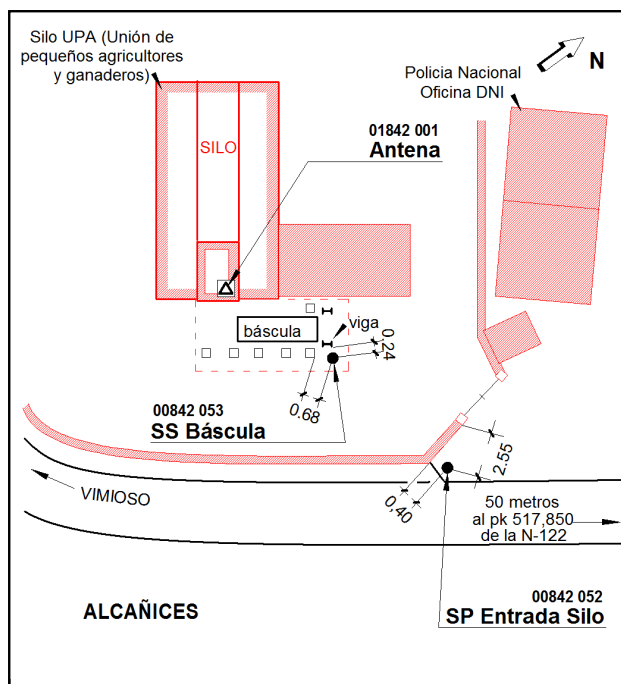 Silo UPA (Unión de
pequeños agricultores
y ganaderos)
N
Policia Nacional
Oficina DNI
01842 001
Antena
SILO
báscula
viga
0.24
0.68
00842 053
SS Báscula
2.55
0,40
VIMIOSO
50 metros
al pk 517,850
de la N-122
00842 052
SP Entrada Silo
ALCAÑICES